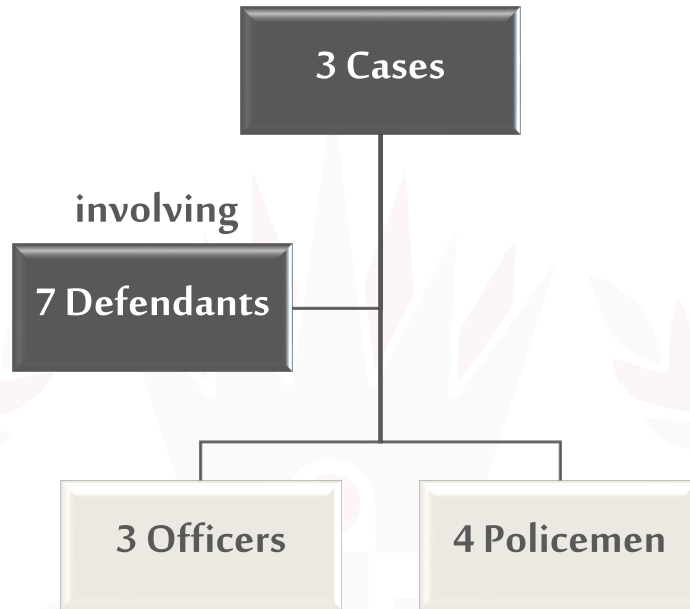 3 Cases
involving
7 Defendants
3 Officers
4 Policemen